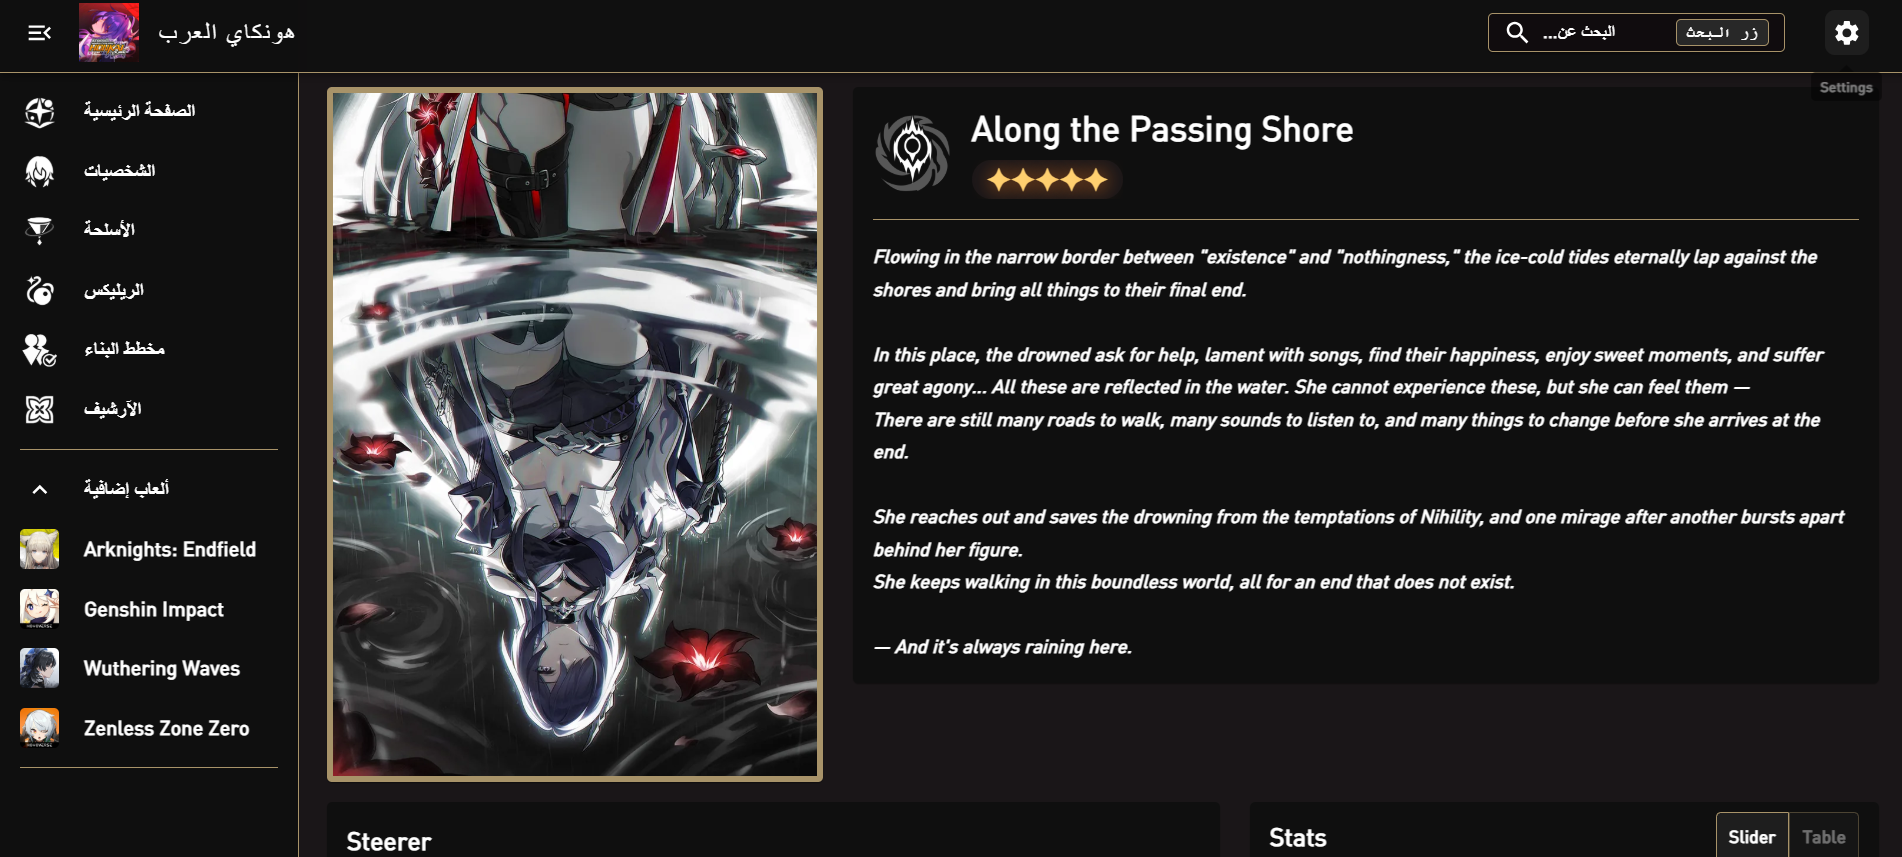 هونكاي العرب
البحث عن...
زر البحث
Settings
الصفحة الرئيسية
الشخصيات
الأسلحة
الريليكس
مخطط البناء
الآرشيف
ألعاب إضافية
Arknights: Endfield
Genshin Impact
Wuthering Waves
Zenless Zone Zero
Along the Passing Shore
Flowing in the narrow border between "existence" and "nothingness," the ice-cold tides eternally lap against the
shores and bring all things to their final end.
In this place, the drowned ask for help, lament with songs, find their happiness, enjoy sweet moments, and suffer
great agony... All these are reflected in the water. She cannot experience these, but she can feel them —
There are still many roads to walk, many sounds to listen to, and many things to change before she arrives at the
end.
She reaches out and saves the drowning from the temptations of Nihility, and one mirage after another bursts apart
behind her figure.
She keeps walking in this boundless world, all for an end that does not exist.
— And it's always raining here.
Steerer
Stats
Slider
Table